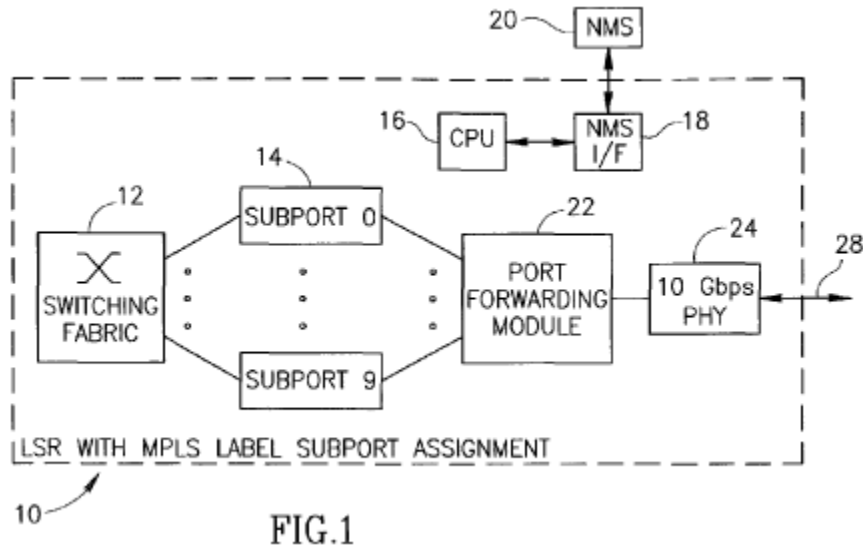 20
NMS
16
CPU
NMS
I/F
18
12
14
SUBPORT 0
22
24
28
SWITCHING
FABRIC
PORT
FORWARDING
MODULE
10 Gbps
PHY
SUBPORT 9
LSR WITH MPLS LABEL SUBPORT ASSIGNMENT
10
FIG.1